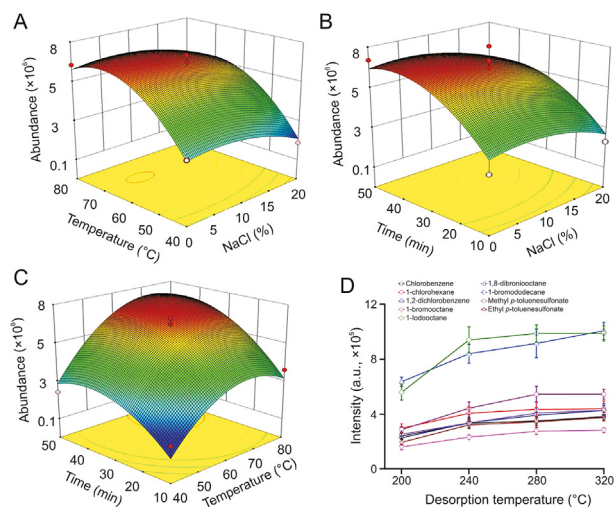 A
8
5
3
0.1
Abundance (×10⁶)
80
70
60
50
40
Temperature (°C)
0
5
10
15
20
NaCl (%)
B
8
5
3
0.1
Abundance (×10⁶)
50
40
30
20
10
Time (min)
0
5
10
15
20
NaCl (%)
C
8
5
3
0.1
Abundance (×10⁶)
50
40
30
20
10
Time (min)
40
50
60
70
80
Temperature (°C)
D
Chlorobenzene
1-chlorohexane
1,2-dichlorobenzene
1-bromooctane
1-Iodooctane
1,8-dibroniooctane
1-bromododecane
Methyl p-toluenesulfonate
Ethyl p-toluenesulfonate
12
8
4
0
Intensity (a.u., ×10⁵)
200 240 280 320
Desorption temperature (°C)